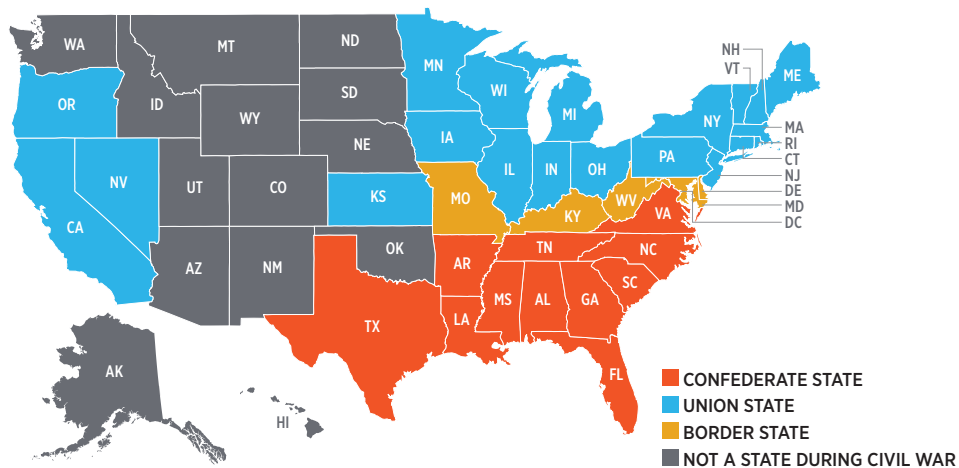 WA
MT
ND
MN
OR
ID
SD
WI
MI
NH
VT
ME
WY
NE
IA
NY
MA
RI
CT
NJ
DE
MD
DC
NV
UT
CO
KS
MO
IL
IN
OH
PA
WV
KY
VA
CA
AZ
NM
OK
AR
TN
NC
SC
MS
AL
GA
TX
LA
FL
AK
HI
CONFEDERATE STATE
UNION STATE
BORDER STATE
NOT A STATE DURING CIVIL WAR